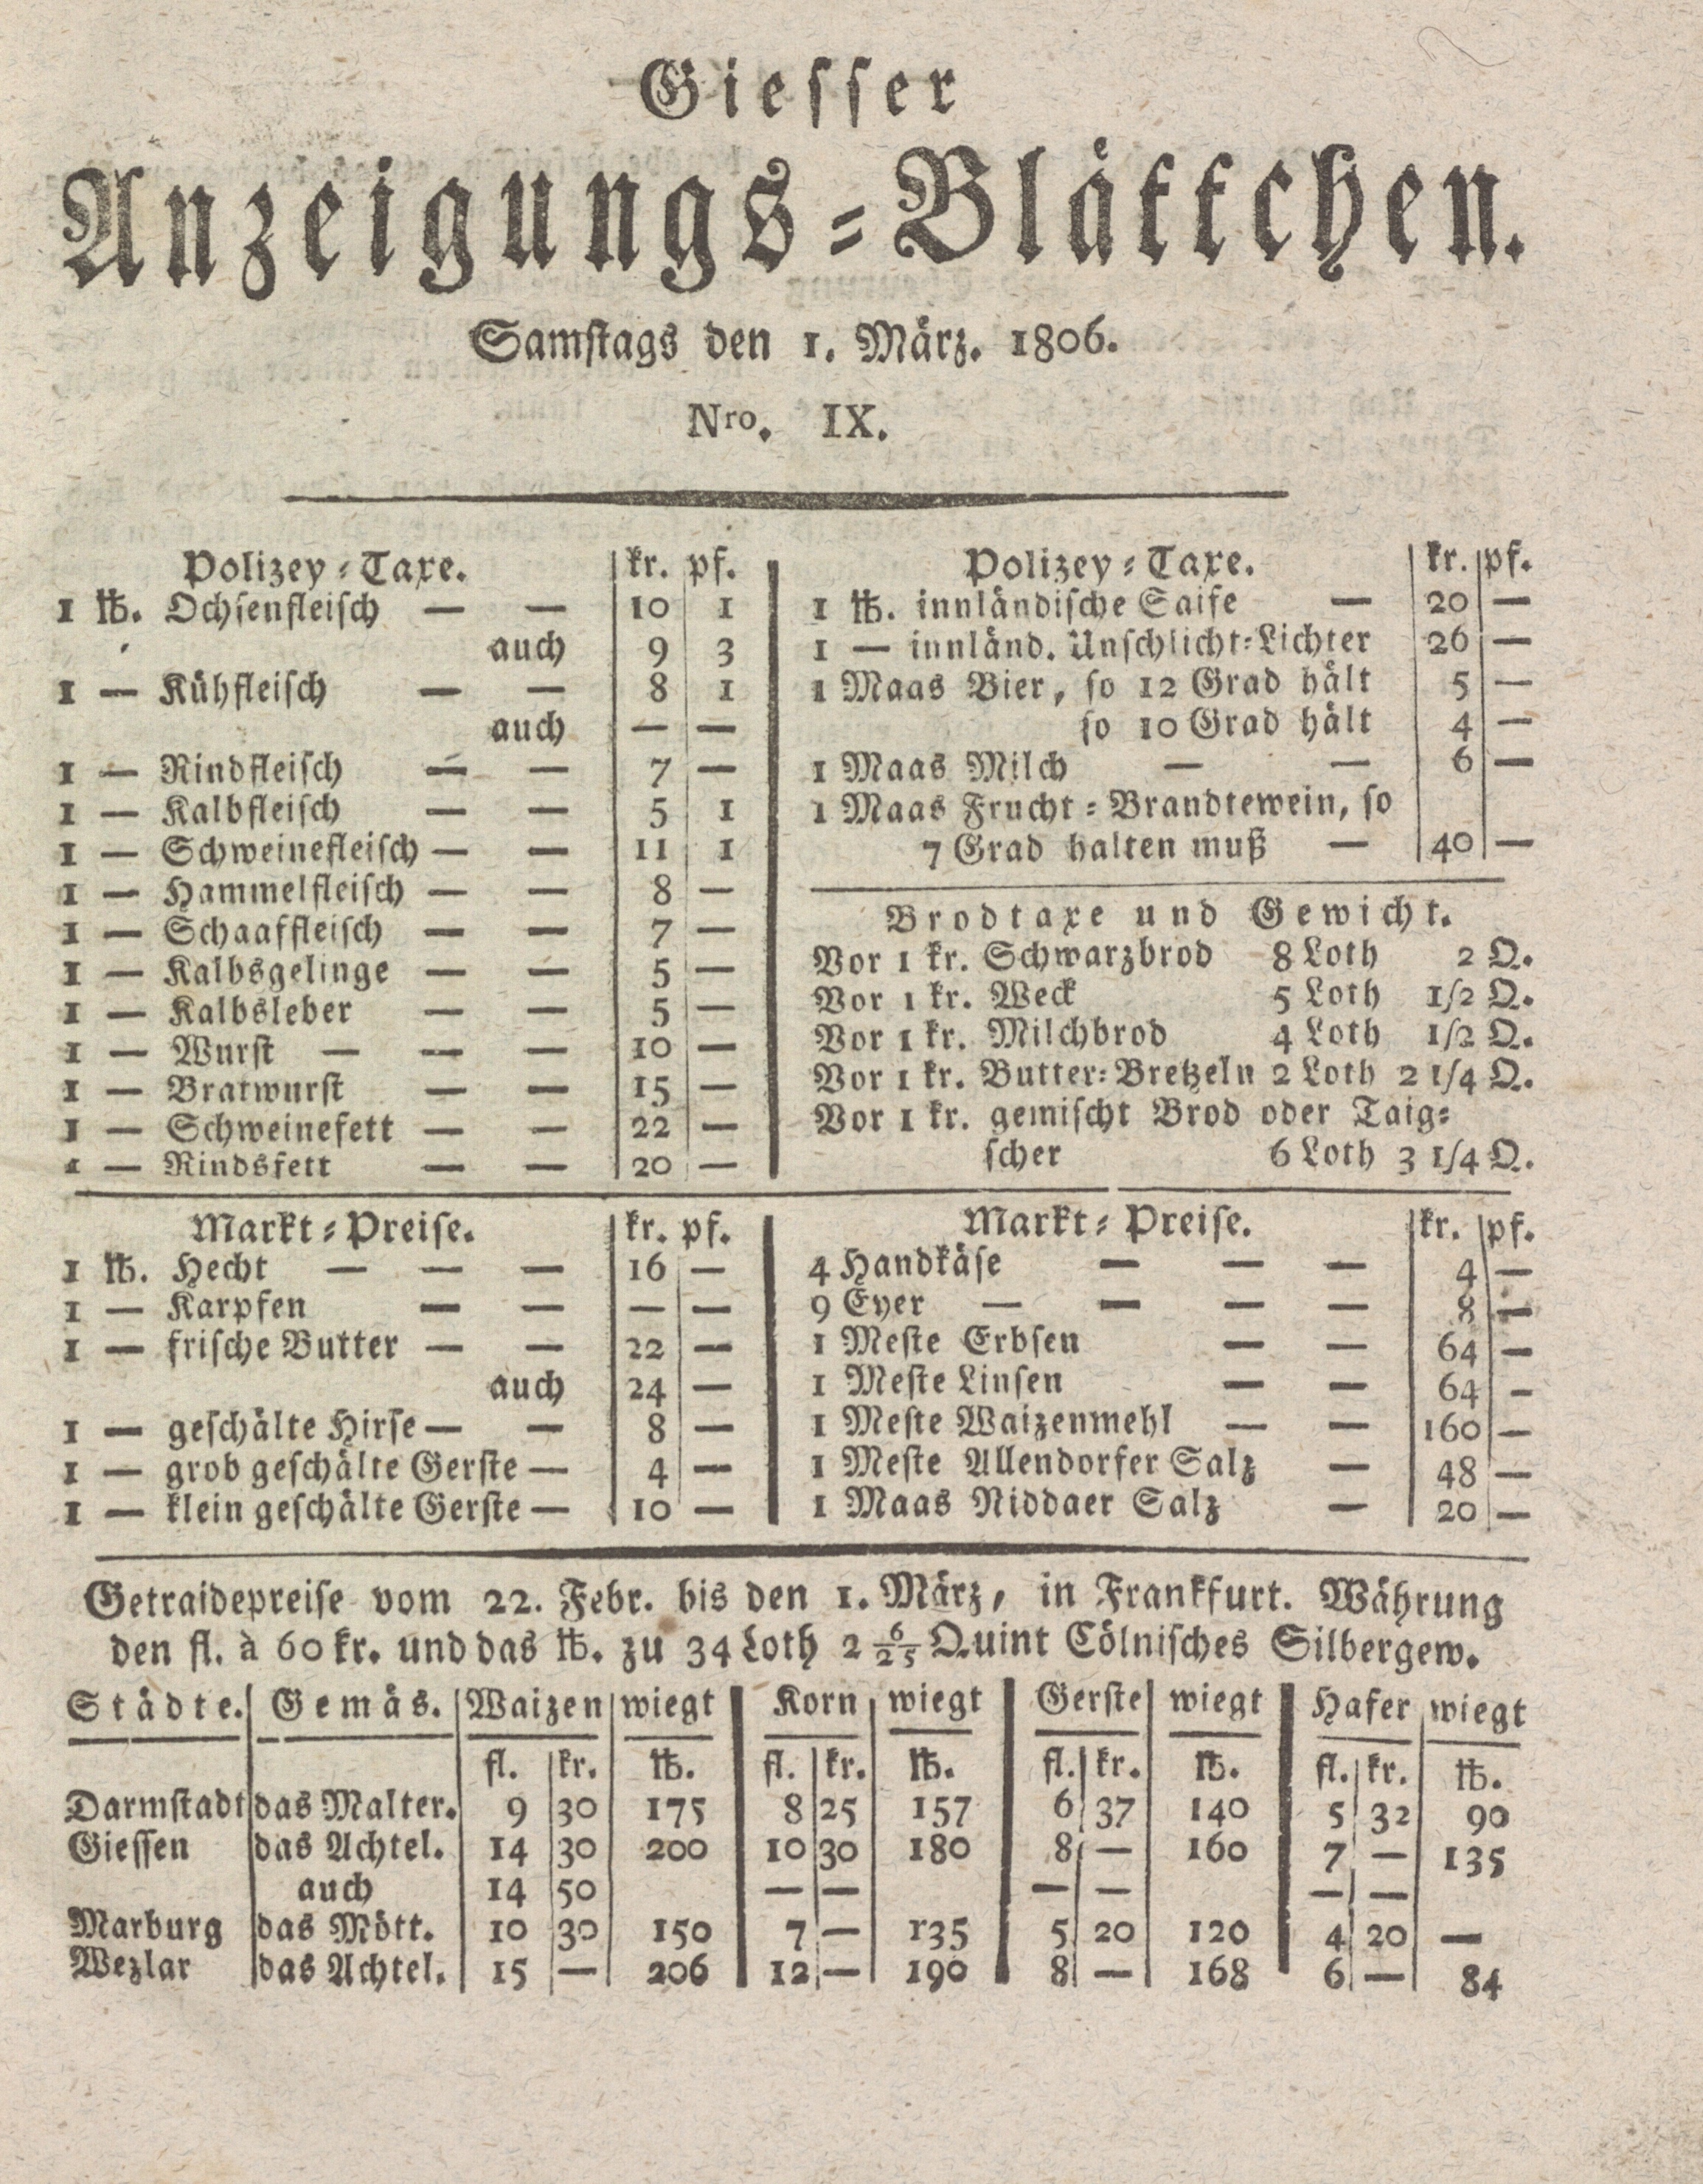 Giesser
Anzeigungs-Blättchen.
Samstags den 1. März. 1806.
Nro. IX.
Polizey-Taxe. kr. pf.
1 ℔. Ochsenfleisch — — 10 1
auch 9 3
1 — Kühfleisch — — 8 1
auch — —
1 — Rindfleisch — — 7 —
1 — Kalbfleisch — — 5 1
1 — Schweinefleisch — — 11 1
1 — Hammelfleisch — — 8 —
1 — Schaaffleisch — — 7 —
1 — Kalbsgelinge — — 5 —
1 — Kalbsleber — — 5 —
1 — Wurst — — — 10 —
1 — Bratwurst — — 15 —
1 — Schweinefett — — 22 —
1 — Rindsfett — — 20 —
Polizey-Taxe. kr. pf.
1 ℔. innländische Saife — 20 —
1 — innländ. Unschlicht-Lichter 26 —
1 Maas Bier, so 12 Grad hält 5 —
so 10 Grad hält 4 —
1 Maas Milch — — 6 —
1 Maas Frucht-Brandtewein, so
7 Grad halten muß — 40 —
Brodtaxe und Gewicht.
Vor 1 kr. Schwarzbrod 8 Loth 2 Q.
Vor 1 kr. Weck 5 Loth 1/2 Q.
Vor 1 kr. Milchbrod 4 Loth 1/2 Q.
Vor 1 kr. Butter-Bretzeln 2 Loth 2 1/4 Q.
Vor 1 kr. gemischt Brod oder Taig-
scher 6 Loth 3 1/4 Q.
Markt-Preise. kr. pf.
1 ℔. Hecht — — — 16 —
1 — Karpfen — — — —
1 — frische Butter — — 22 —
auch 24 —
1 — geschälte Hirse — — 8 —
1 — grob geschälte Gerste — 4 —
1 — klein geschälte Gerste — 10 —
Markt-Preise. kr. pf.
4 Handkäse — — — 4 —
9 Eyer — — — — 8 —
1 Meste Erbsen — — 64 —
1 Meste Linsen — — 64 —
1 Meste Waizenmehl — — 160 —
1 Meste Allendorfer Salz — 48 —
1 Maas Niddaer Salz — 20 —
Getraidepreise vom 22. Febr. bis den 1. März, in Frankfurt. Währung
den fl. à 60 kr. und das ℔. zu 34 Loth 2 6/25 Quint Cölnisches Silbergew.
Städte. Gemäs. Waizen wiegt Korn wiegt Gerste wiegt Hafer wiegt
fl. kr. ℔. fl. kr. ℔. fl. kr. ℔. fl. kr. ℔.
Darmstadt das Malter. 9 30 175 8 25 157 6 37 140 5 32 90
Giessen das Achtel. 14 30 200 10 30 180 8 — 160 7 — 135
auch 14 50 — — — — — —
Marburg das Mött. 10 30 150 7 — 135 5 20 120 4 20 —
Wezlar das Achtel. 15 — 206 12 — 190 8 — 168 6 — 84